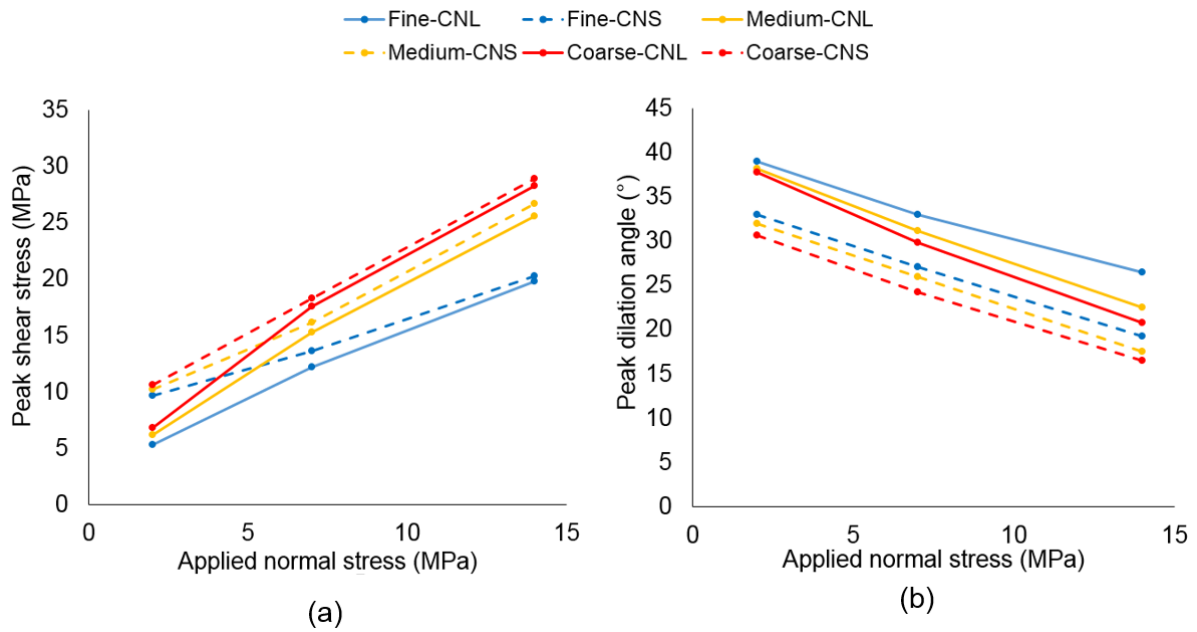 Fine-CNL Fine-CNS Medium-CNL
Medium-CNS Coarse-CNL Coarse-CNS
Peak shear stress (MPa)
35
30
25
20
15
10
5
0
0 5 10 15
Applied normal stress (MPa)
(a)
Peak dilation angle (°)
45
40
35
30
25
20
15
10
5
0
0 5 10 15
Applied normal stress (MPa)
(b)